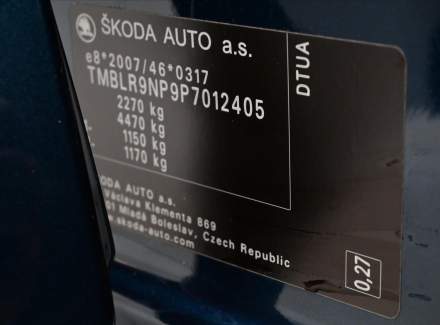 ŠKODA AUTO a.s.
e8*2007/46*0317
TMBLR9NP9P7012405
2270 kg
4470 kg
1150 kg
1170 kg
DTUA
ŠKODA AUTO a.s.
Václava Klementa 869
01 Mladá Boleslav, Czech Republic
.skoda-auto.com
0,27